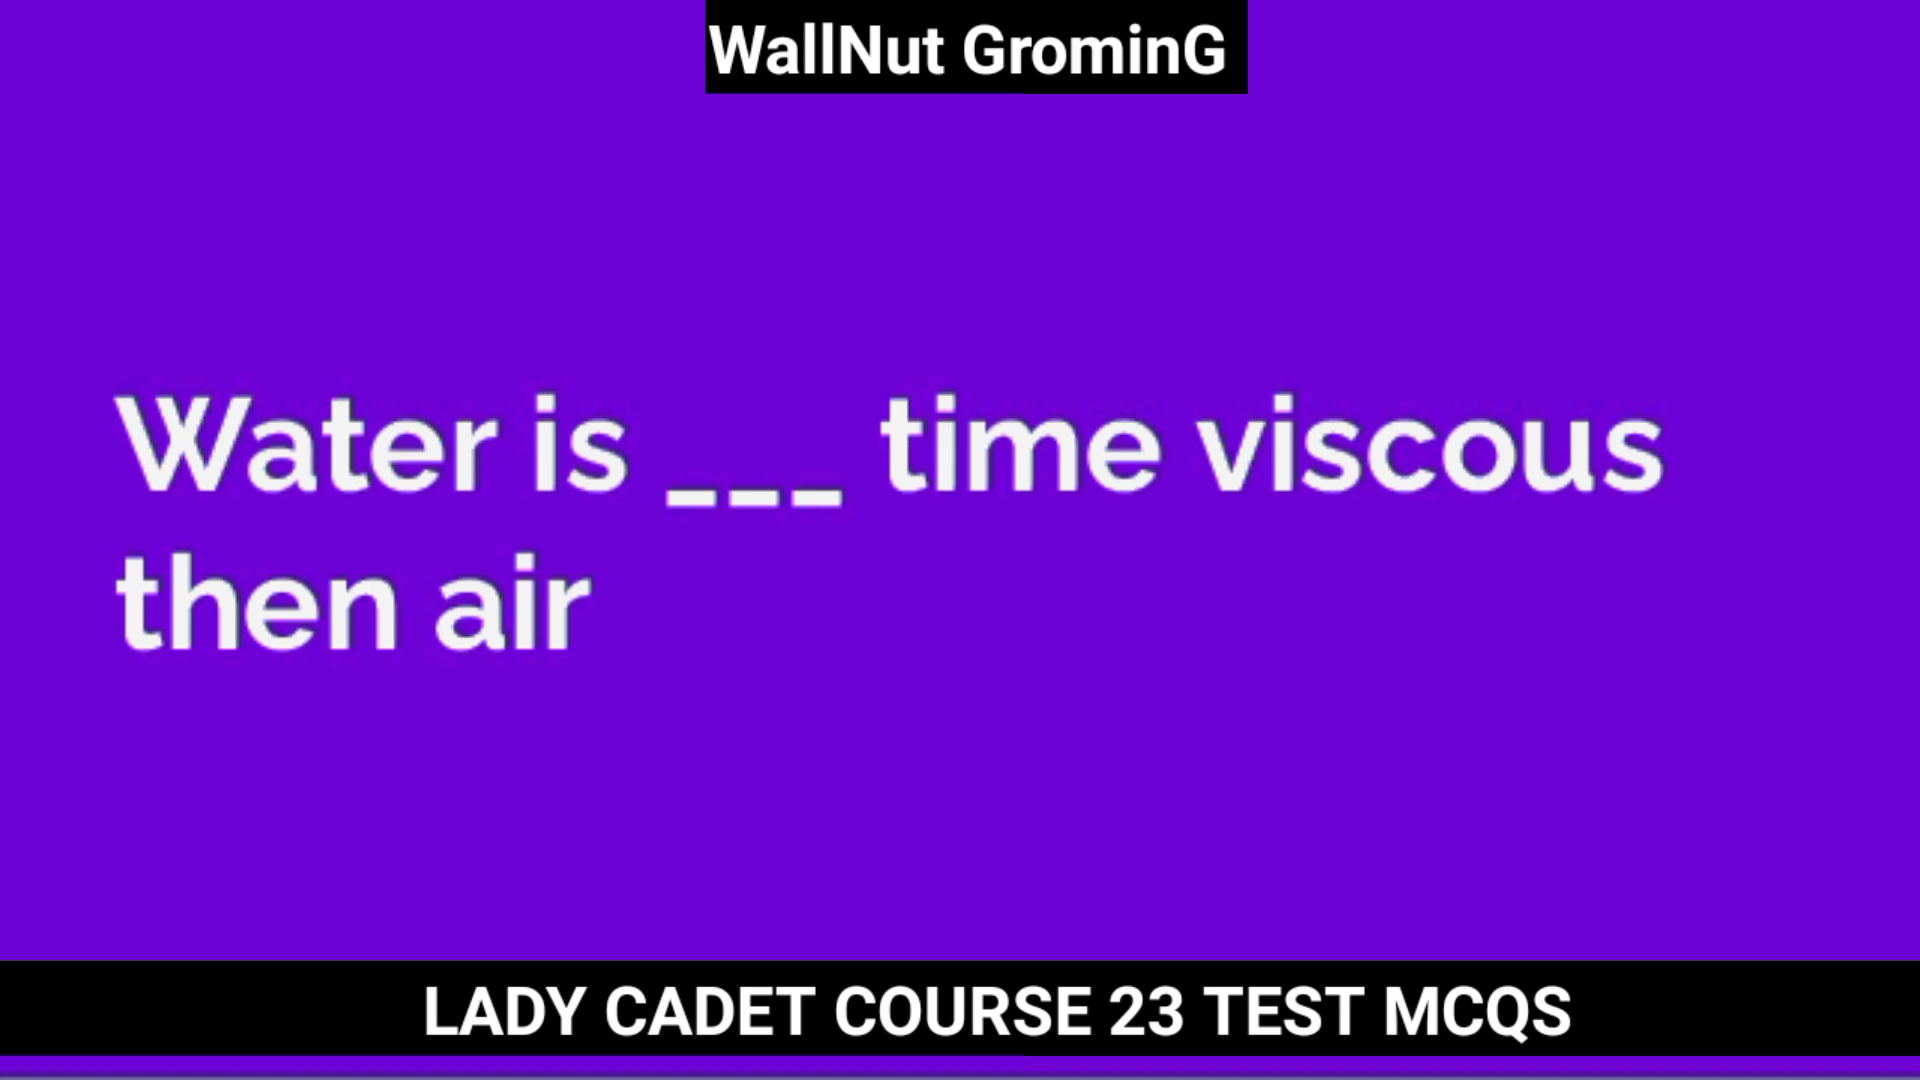 WallNut GrominG
Water is ___ time viscous
then air
LADY CADET COURSE 23 TEST MCQS